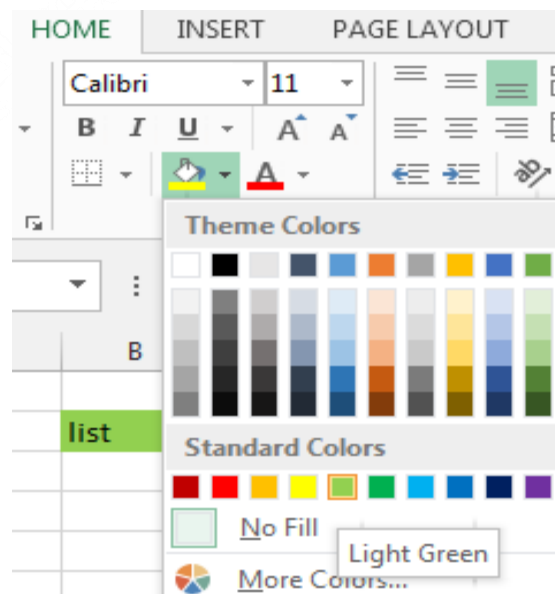 HOME INSERT PAGE LAYOUT
Calibri 11
B I U A A
A
Theme Colors
B
list
Standard Colors
No Fill
Light Green
More Colors...